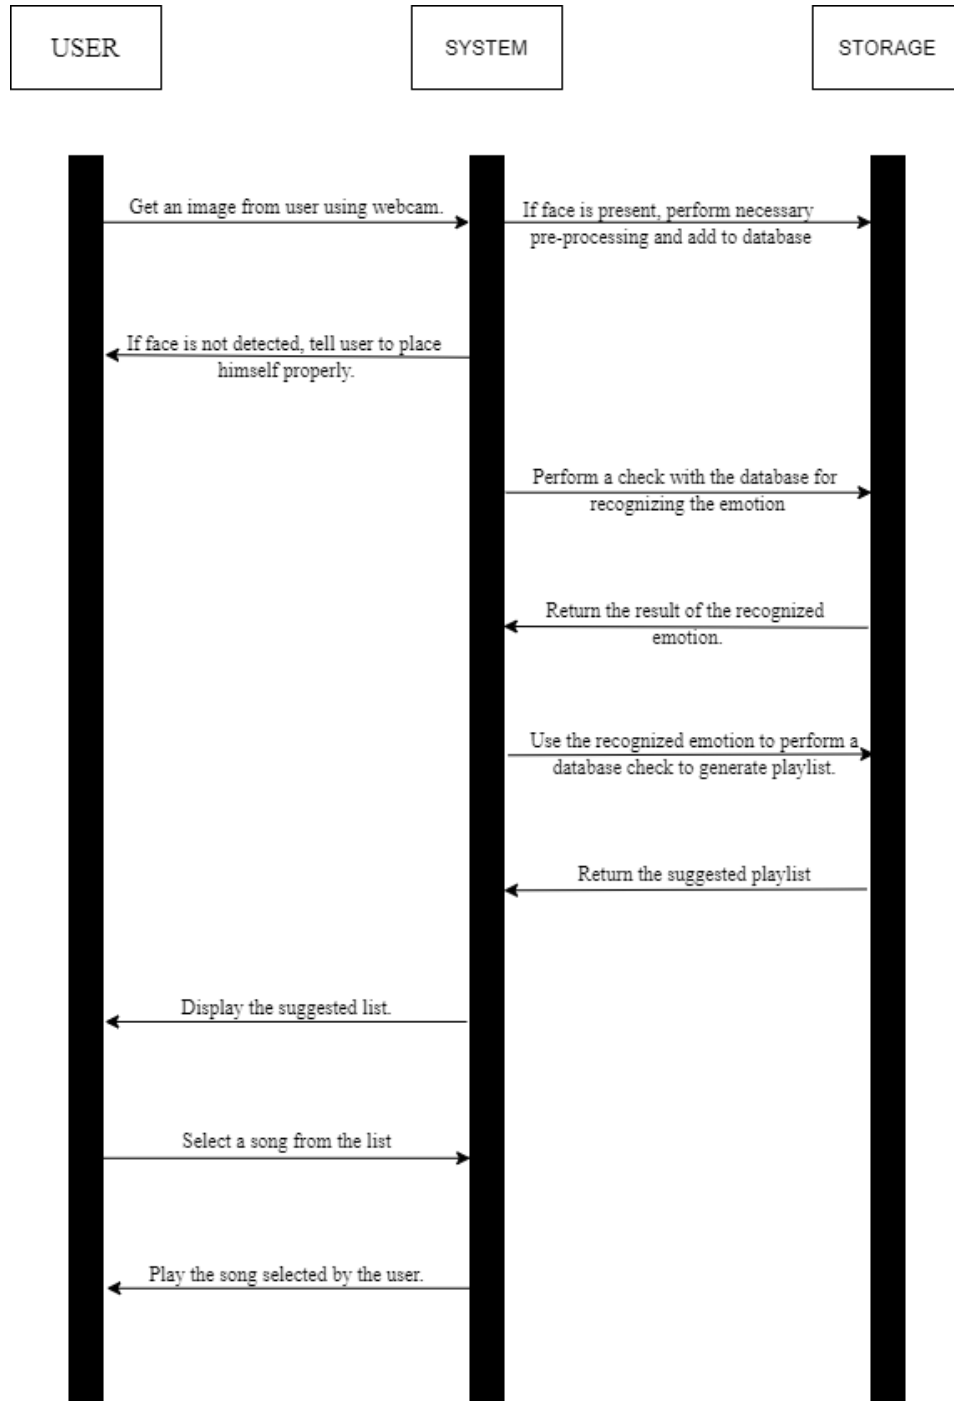 USER
SYSTEM
STORAGE
Get an image from user using webcam.
If face is present, perform necessary
pre-processing and add to database
If face is not detected, tell user to place
himself properly.
Perform a check with the database for
recognizing the emotion
Return the result of the recognized
emotion.
Use the recognized emotion to perform a
database check to generate playlist.
Return the suggested playlist
Display the suggested list.
Select a song from the list
Play the song selected by the user.